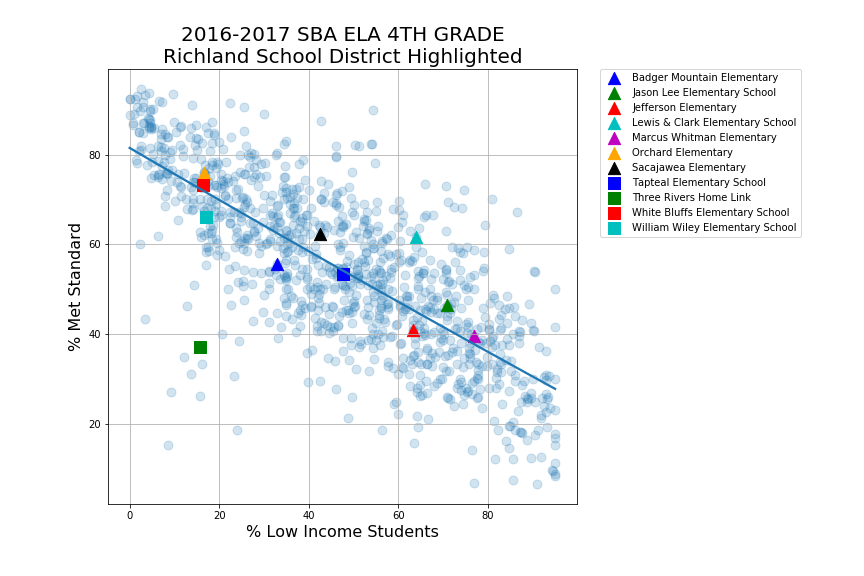 2016-2017 SBA ELA 4TH GRADE
Richland School District Highlighted
% Met Standard
80
60
40
20
0
20
40
60
80
% Low Income Students
Badger Mountain Elementary
Jason Lee Elementary School
Jefferson Elementary
Lewis & Clark Elementary School
Marcus Whitman Elementary
Orchard Elementary
Sacajawea Elementary
Tapteal Elementary School
Three Rivers Home Link
White Bluffs Elementary School
William Wiley Elementary School